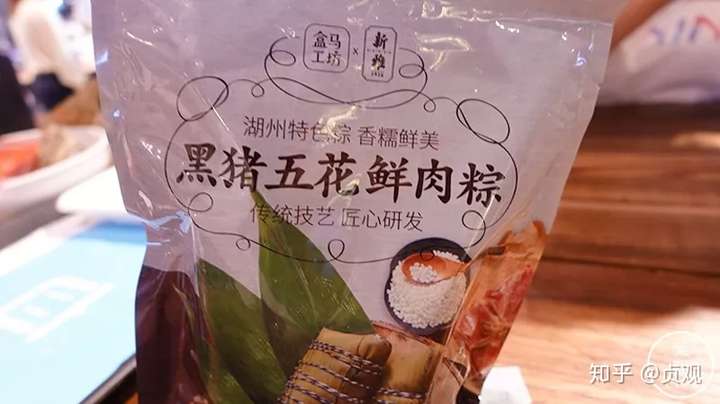 盒马
工坊
x
新雅
湖州特色粽 香糯鲜美
黑猪五花鲜肉粽
传统技艺 匠心研发
知乎 @贞观